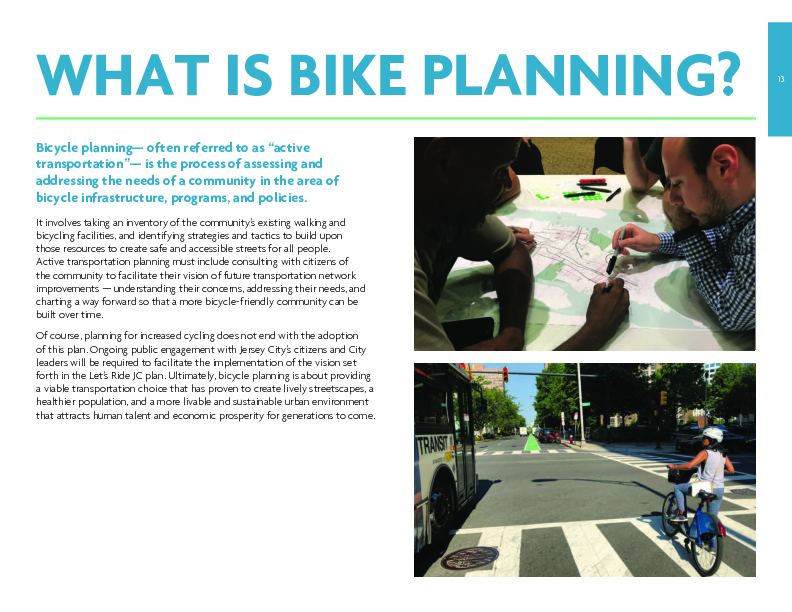 WHAT IS BIKE PLANNING?
13
Bicycle planning— often referred to as “active
transportation”— is the process of assessing and
addressing the needs of a community in the area of
bicycle infrastructure, programs, and policies.
It involves taking an inventory of the community’s existing walking and
bicycling facilities, and identifying strategies and tactics to build upon
those resources to create safe and accessible streets for all people.
Active transportation planning must include consulting with citizens of
the community to facilitate their vision of future transportation network
improvements — understanding their concerns, addressing their needs, and
charting a way forward so that a more bicycle-friendly community can be
built over time.
Of course, planning for increased cycling does not end with the adoption
of this plan. Ongoing public engagement with Jersey City’s citizens and City
leaders will be required to facilitate the implementation of the vision set
forth in the Let’s Ride JC plan. Ultimately, bicycle planning is about providing
a viable transportation choice that has proven to create lively streetscapes, a
healthier population, and a more livable and sustainable urban environment
that attracts human talent and economic prosperity for generations to come.
TRANSIT